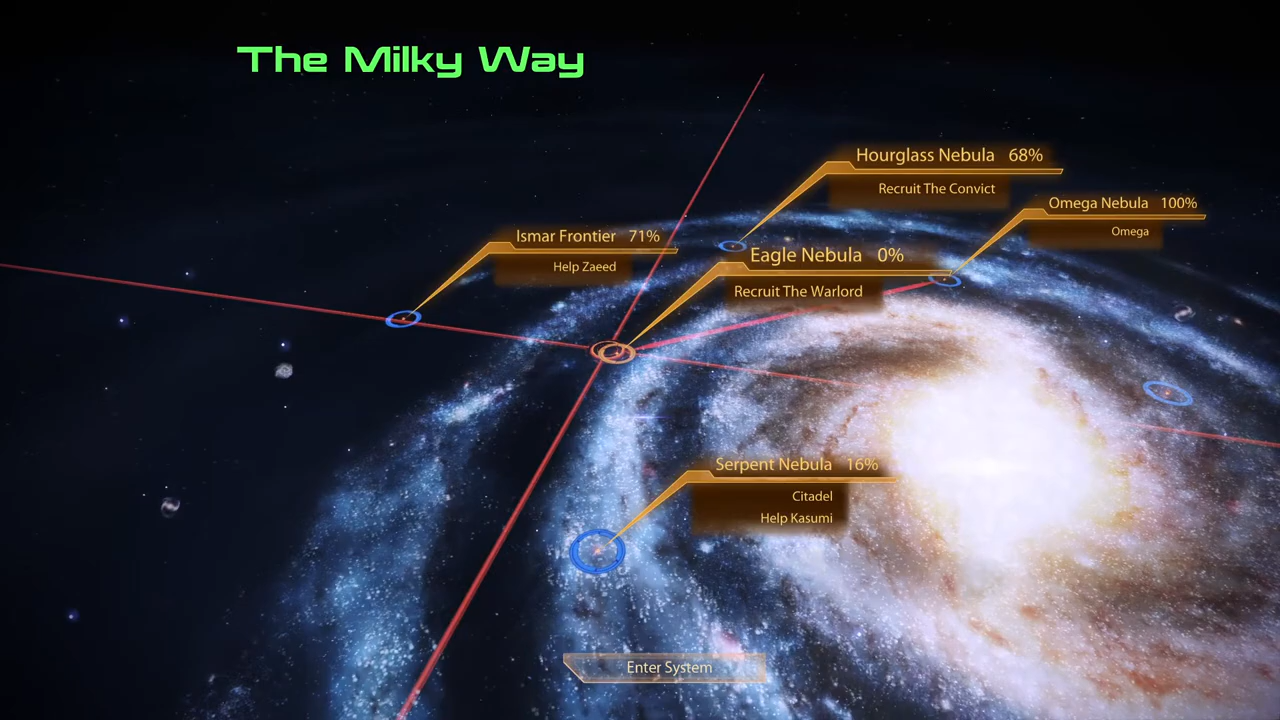 The Milky Way
Hourglass Nebula 68%
Recruit The Convict
Omega Nebula 100%
Omega
Ismar Frontier 71%
Help Zaeed
Eagle Nebula 0%
Recruit The Warlord
Serpent Nebula 16%
Citadel
Help Kasumi
Enter System